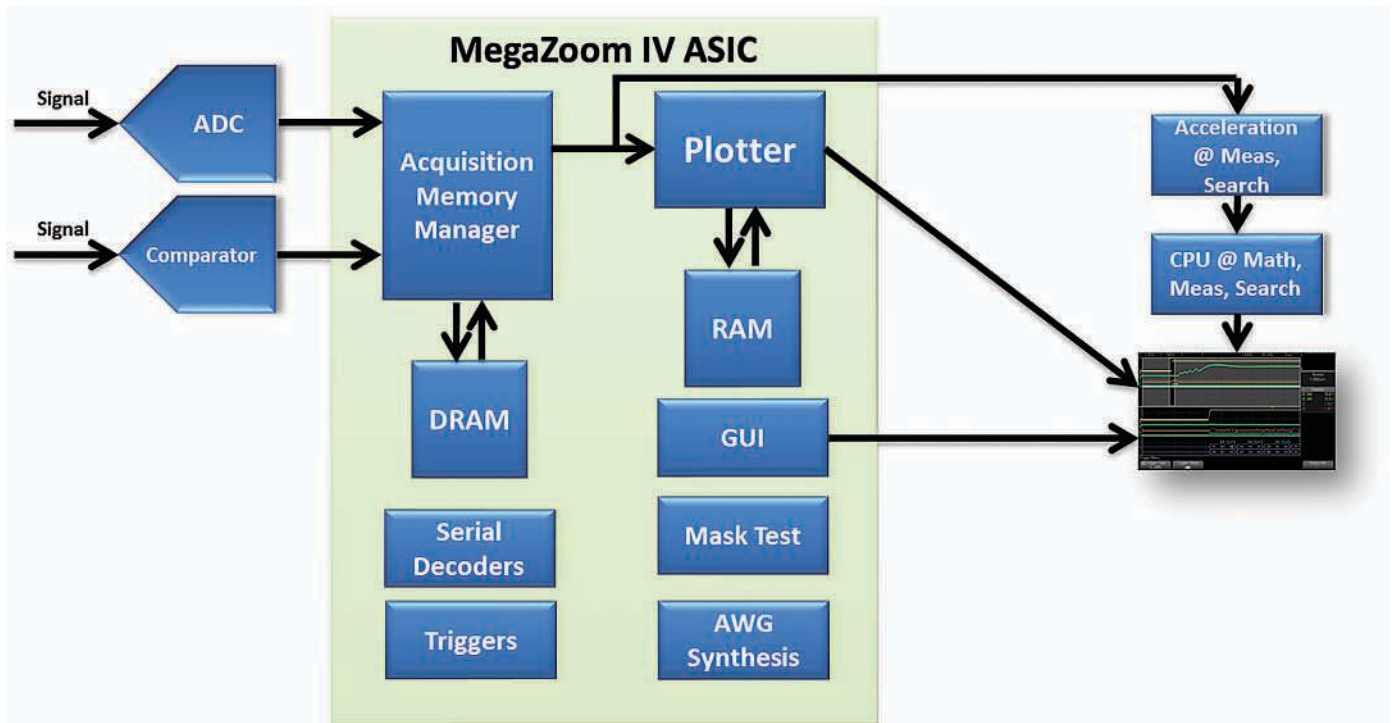 MegaZoom IV ASIC
Signal
ADC
Signal
Comparator
Acquisition
Memory
Manager
DRAM
Serial
Decoders
Triggers
Plotter
RAM
GUI
Mask Test
AWG
Synthesis
Acceleration
@ Meas,
Search
CPU @ Math,
Meas, Search